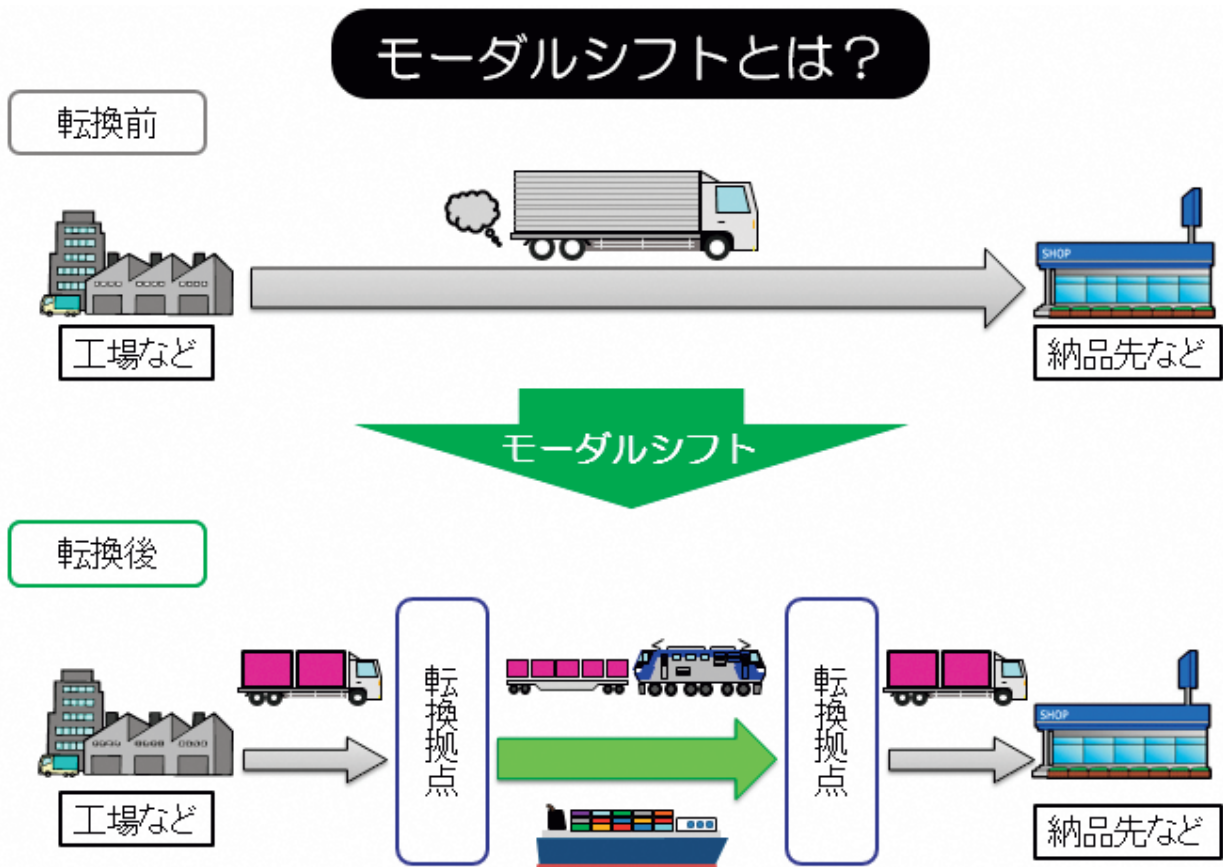 モーダルシフトとは？
転換前
SHOP
工場など
納品先など
モーダルシフト
転換後
転換拠点
転換拠点
SHOP
工場など
納品先など